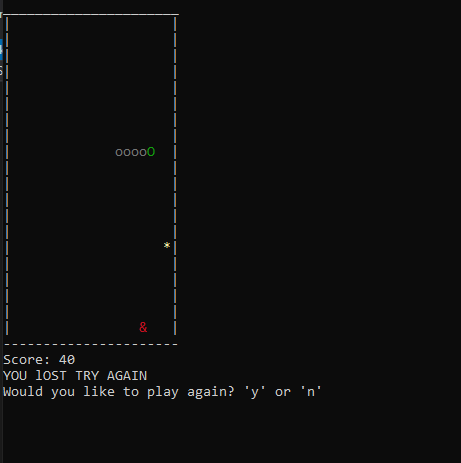 ooooO
*
&
Score: 40
YOU lOST TRY AGAIN
Would you like to play again? 'y' or 'n'